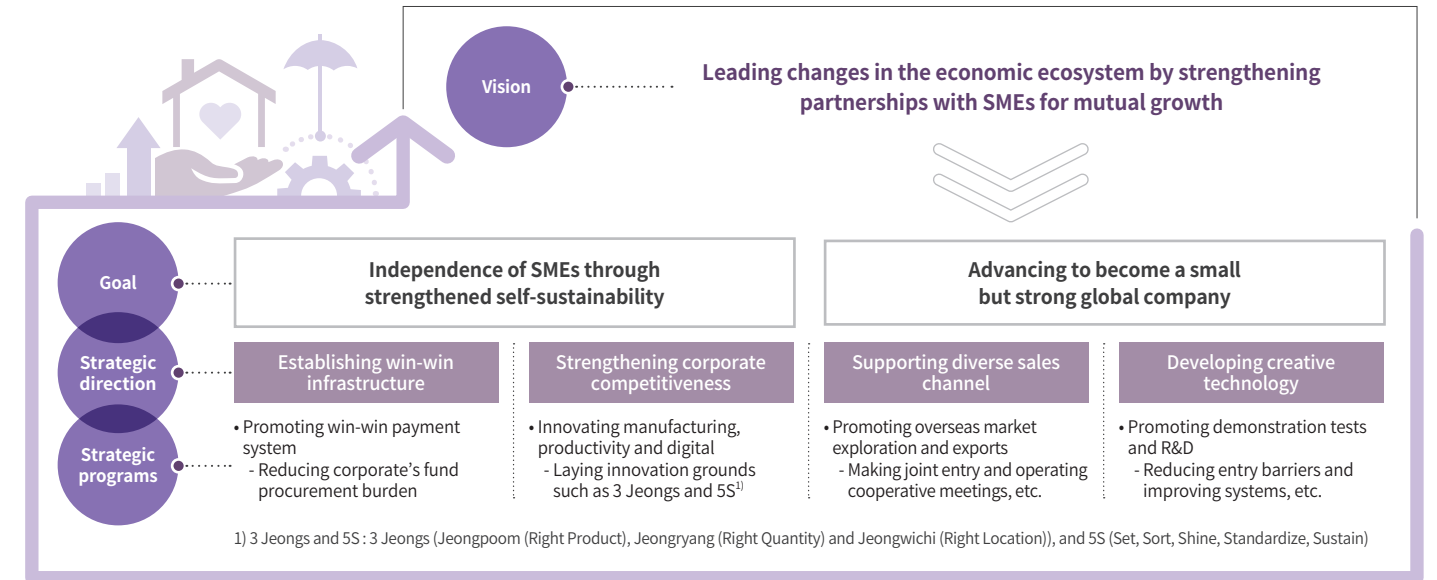 Vision
Leading changes in the economic ecosystem by strengthening
partnerships with SMEs for mutual growth
Goal
Independence of SMEs through
strengthened self-sustainability
Advancing to become a small
but strong global company
Strategic
direction
Establishing win-win
infrastructure
Strengthening corporate
competitiveness
Supporting diverse sales
channel
Developing creative
technology
Strategic
programs
• Promoting win-win payment
system
- Reducing corporate's fund
procurement burden
• Innovating manufacturing,
productivity and digital
- Laying innovation grounds
such as 3 Jeongs and 5S1)
• Promoting overseas market
exploration and exports
- Making joint entry and operating
cooperative meetings, etc.
• Promoting demonstration tests
and R&D
- Reducing entry barriers and
improving systems, etc.
1) 3 Jeongs and 5S : 3 Jeongs (Jeongpoom (Right Product), Jeongryang (Right Quantity) and Jeongwichi (Right Location)), and 5S (Set, Sort, Shine, Standardize, Sustain)